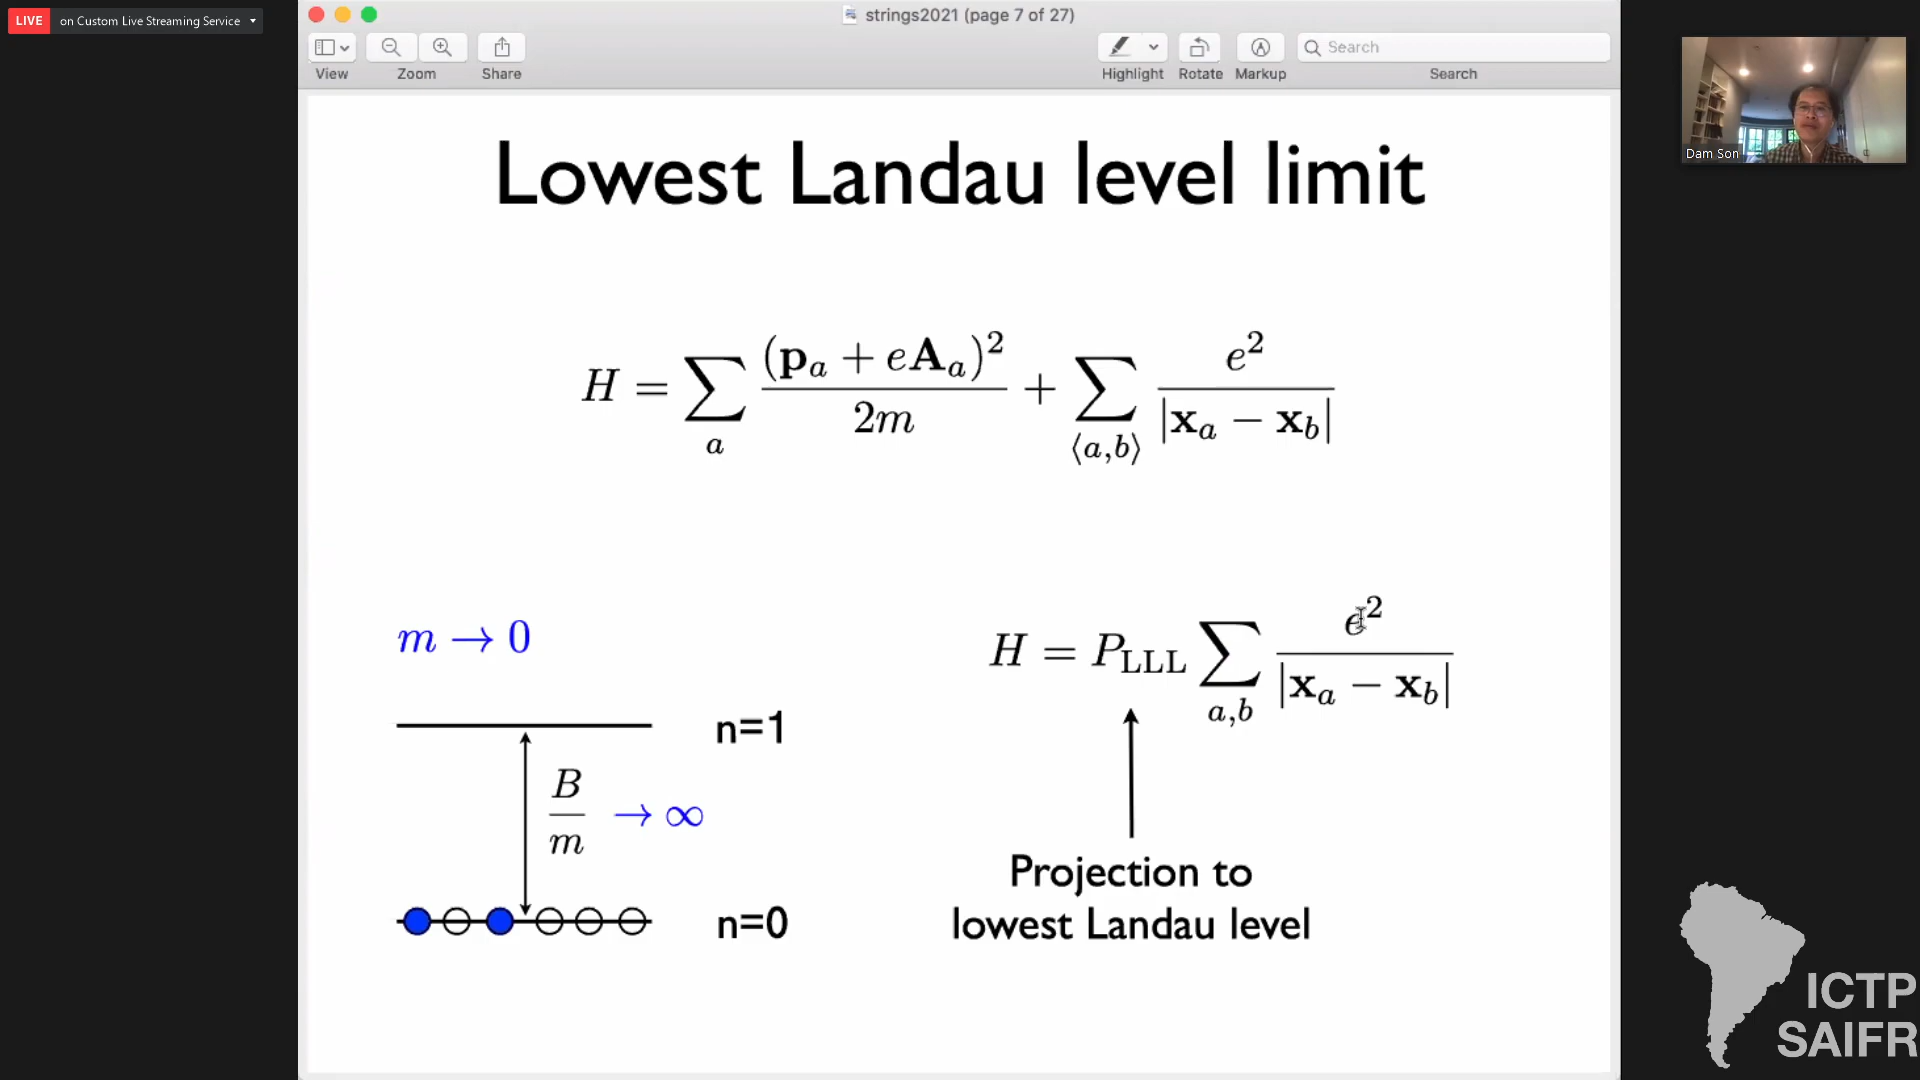 LIVE on Custom Live Streaming Service
strings2021 (page 7 of 27)
View Zoom Share Highlight Rotate Markup Search
Search
Dam Son
Lowest Landau level limit
H = ∑_a (p_a + eA_a)^2 / 2m + ∑_⟨a,b⟩ e^2 / |x_a − x_b|
m → 0
H = P_LLL ∑_a,b e^2 / |x_a − x_b|
n=1
B/m → ∞
n=0
Projection to
lowest Landau level
ICTP
SAIFR